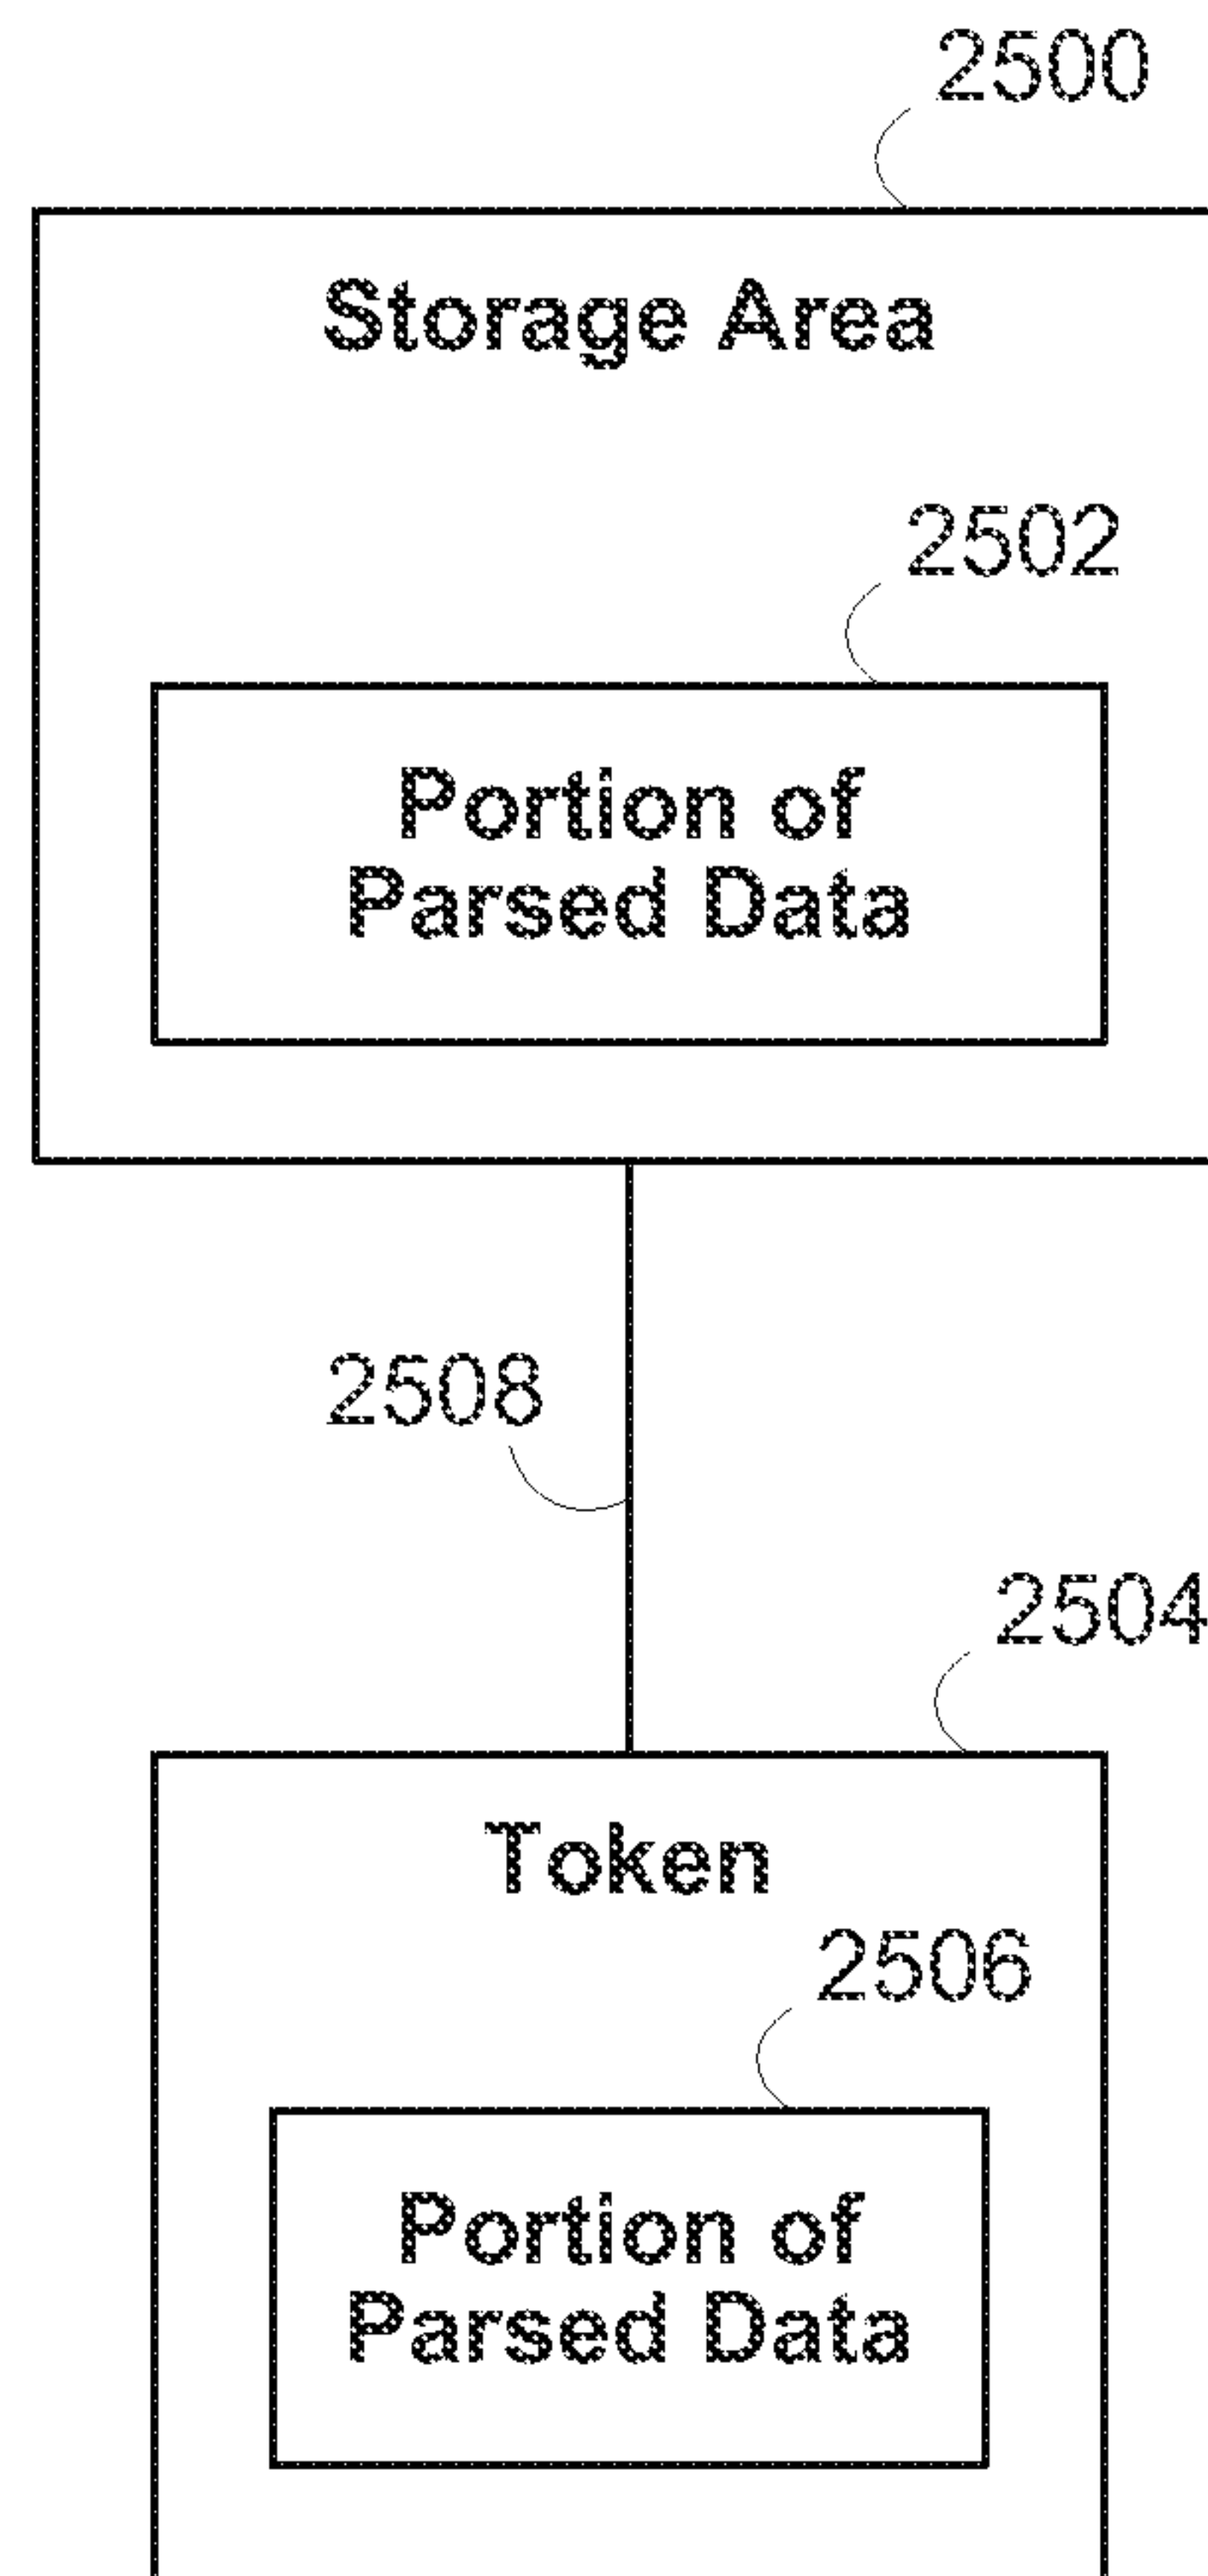 2500
Storage Area
2502
Portion of
Parsed Data
2508
2504
Token
2506
Portion of
Parsed Data